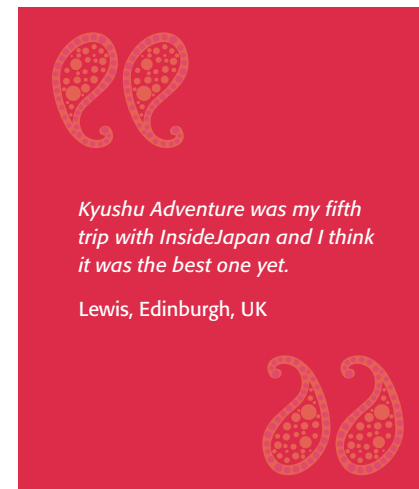 Kyushu Adventure was my fifth
trip with InsideJapan and I think
it was the best one yet.
Lewis, Edinburgh, UK